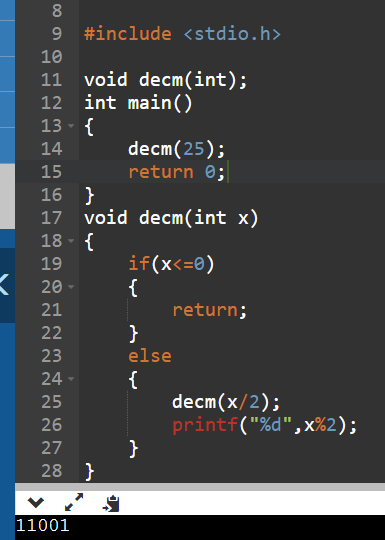 8
9 #include <stdio.h>
10
11 void decm(int);
12 int main()
13 {
14     decm(25);
15     return 0;
16 }
17 void decm(int x)
18 {
19     if(x<=0)
20     {
21         return;
22     }
23     else
24     {
25         decm(x/2);
26         printf("%d",x%2);
27     }
28 }
11001